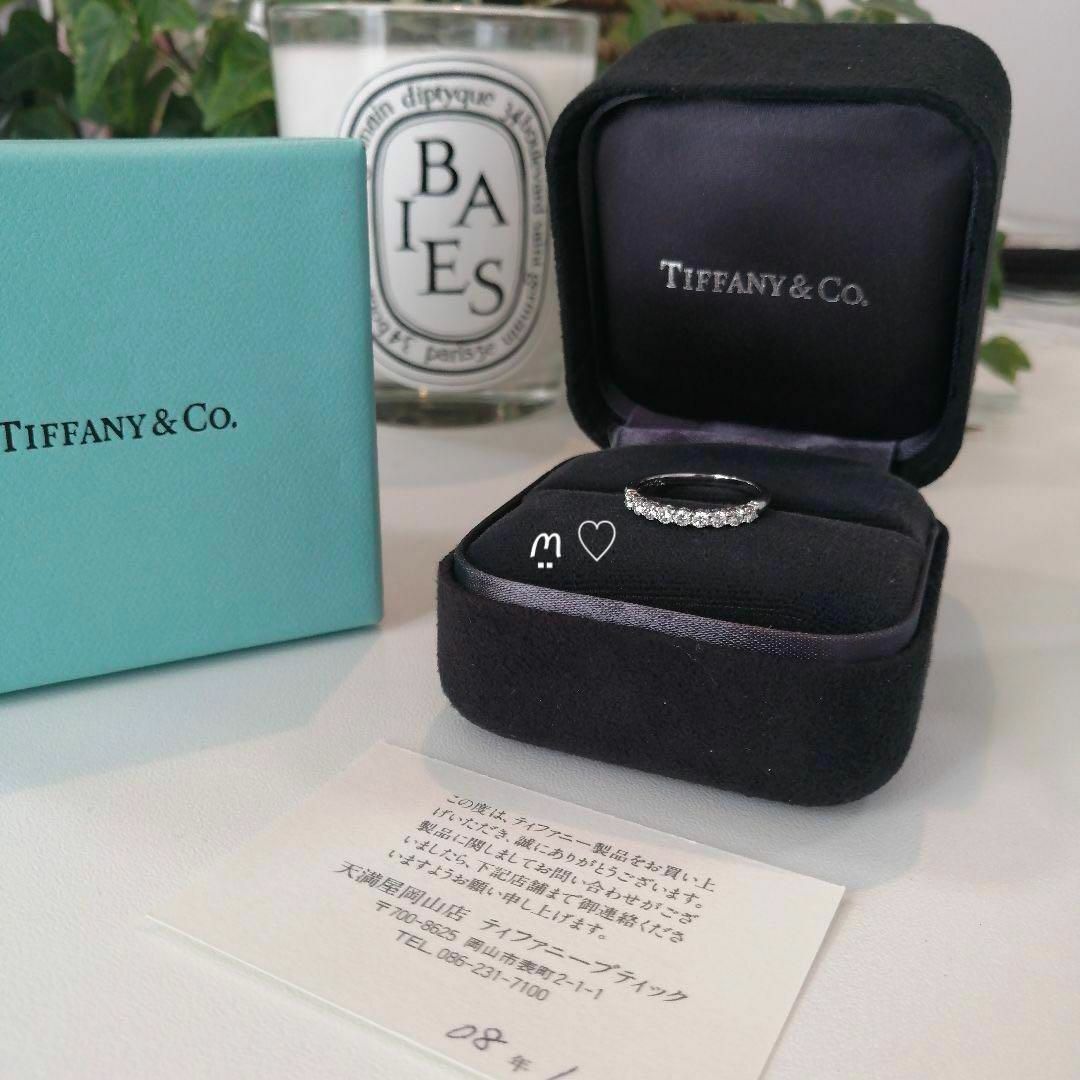 diptyque 34 boulevard saint germain
BAIES
paris5e
TIFFANY & CO.
TIFFANY & CO.
ო̤ ♡
この度は、ティファニー製品をお買い上
げいただき、誠にありがとうございます。
製品に関しましてお問い合わせがござ
いましたら、下記店舗まで御連絡くださ
いますようお願い申し上げます。
天満屋岡山店 ティファニーブティック
〒700-8625 岡山市表町2-1-1
TEL. 086-231-7100
08 年